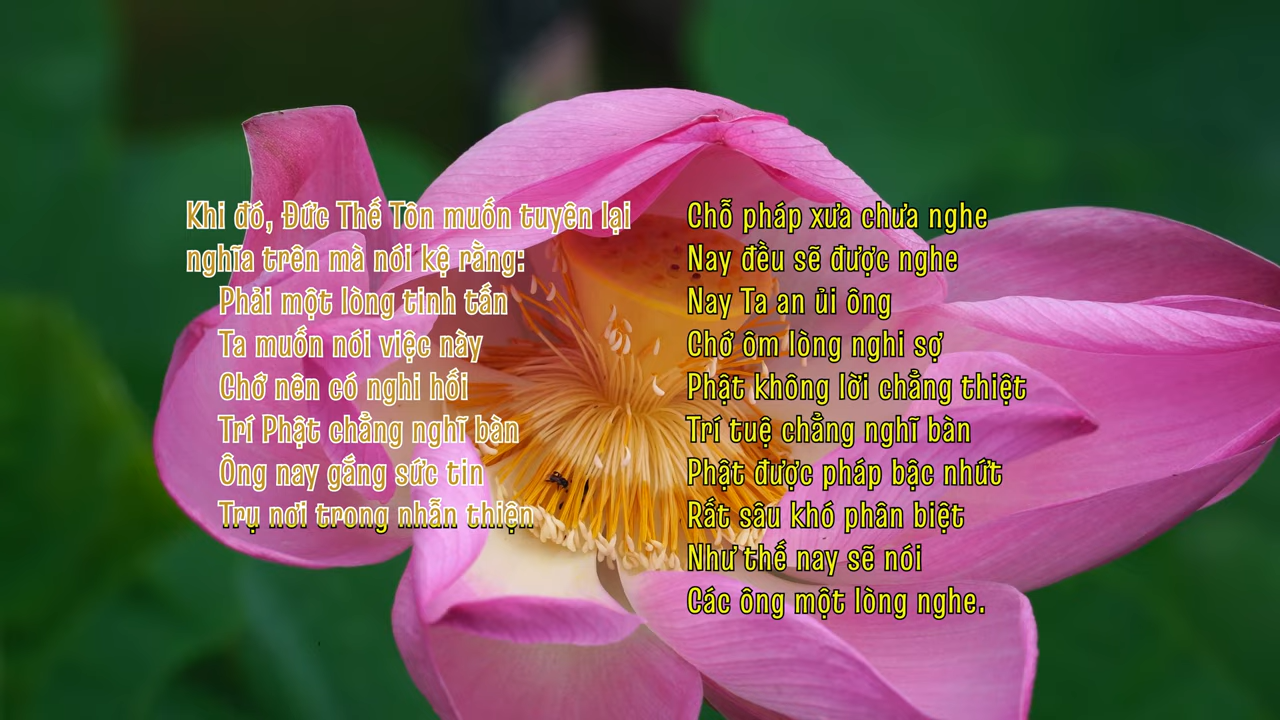 Khi đó, Đức Thế Tôn muốn tuyên lại
nghĩa trên mà nói kệ rằng:
Phải một lòng tinh tấn
Ta muốn nói việc này
Chớ nên có nghi hối
Trí Phật chẳng nghĩ bàn
Ông nay gắng sức tin
Trụ nơi trong nhẫn thiện
Chỗ pháp xưa chưa nghe
Nay đều sẽ được nghe
Nay Ta an ủi ông
Chớ ôm lòng nghi sợ
Phật không lời chẳng thiệt
Trí tuệ chẳng nghĩ bàn
Phật được pháp bậc nhứt
Rất sâu khó phân biệt
Như thế nay sẽ nói
Các ông một lòng nghe.